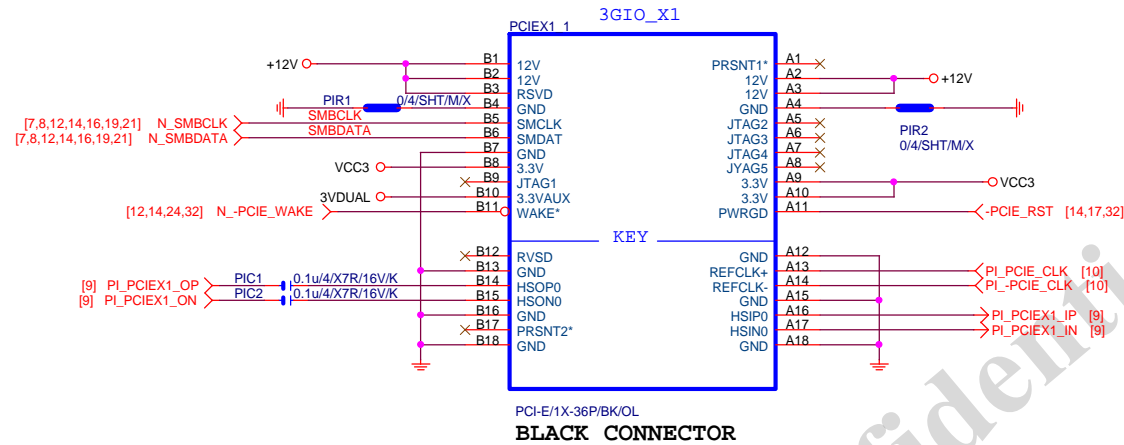 3GIO_X1
PCIEX1_1
+12V B1 12V PRSNT1* A1
B2 12V 12V A2 +12V
B3 RSVD 12V A3
PIR1 0/4/SHT/M/X B4 GND GND A4
[7,8,12,14,16,19,21] N_SMBCLK SMBCLK B5 SMCLK JTAG2 A5 PIR2
[7,8,12,14,16,19,21] N_SMBDATA SMBDATA B6 SMDAT JTAG3 A6 0/4/SHT/M/X
B7 GND JTAG4 A7
VCC3 B8 3.3V JYAG5 A8
B9 JTAG1 3.3V A9 VCC3
3VDUAL B10 3.3VAUX 3.3V A10
[12,14,24,32] N_-PCIE_WAKE B11 WAKE* PWRGD A11 -PCIE_RST [14,17,32]
KEY
B12 RVSD GND A12
B13 GND REFCLK+ A13 PI_PCIE_CLK [10]
[9] PI_PCIEX1_OP PIC1 0.1u/4/X7R/16V/K B14 HSOP0 REFCLK- A14 PI_-PCIE_CLK [10]
[9] PI_PCIEX1_ON PIC2 0.1u/4/X7R/16V/K B15 HSON0 GND A15
B16 GND HSIP0 A16 PI_PCIEX1_IP [9]
B17 PRSNT2* HSIN0 A17 PI_PCIEX1_IN [9]
B18 GND GND A18
PCI-E/1X-36P/BK/OL
BLACK CONNECTOR
fidenti